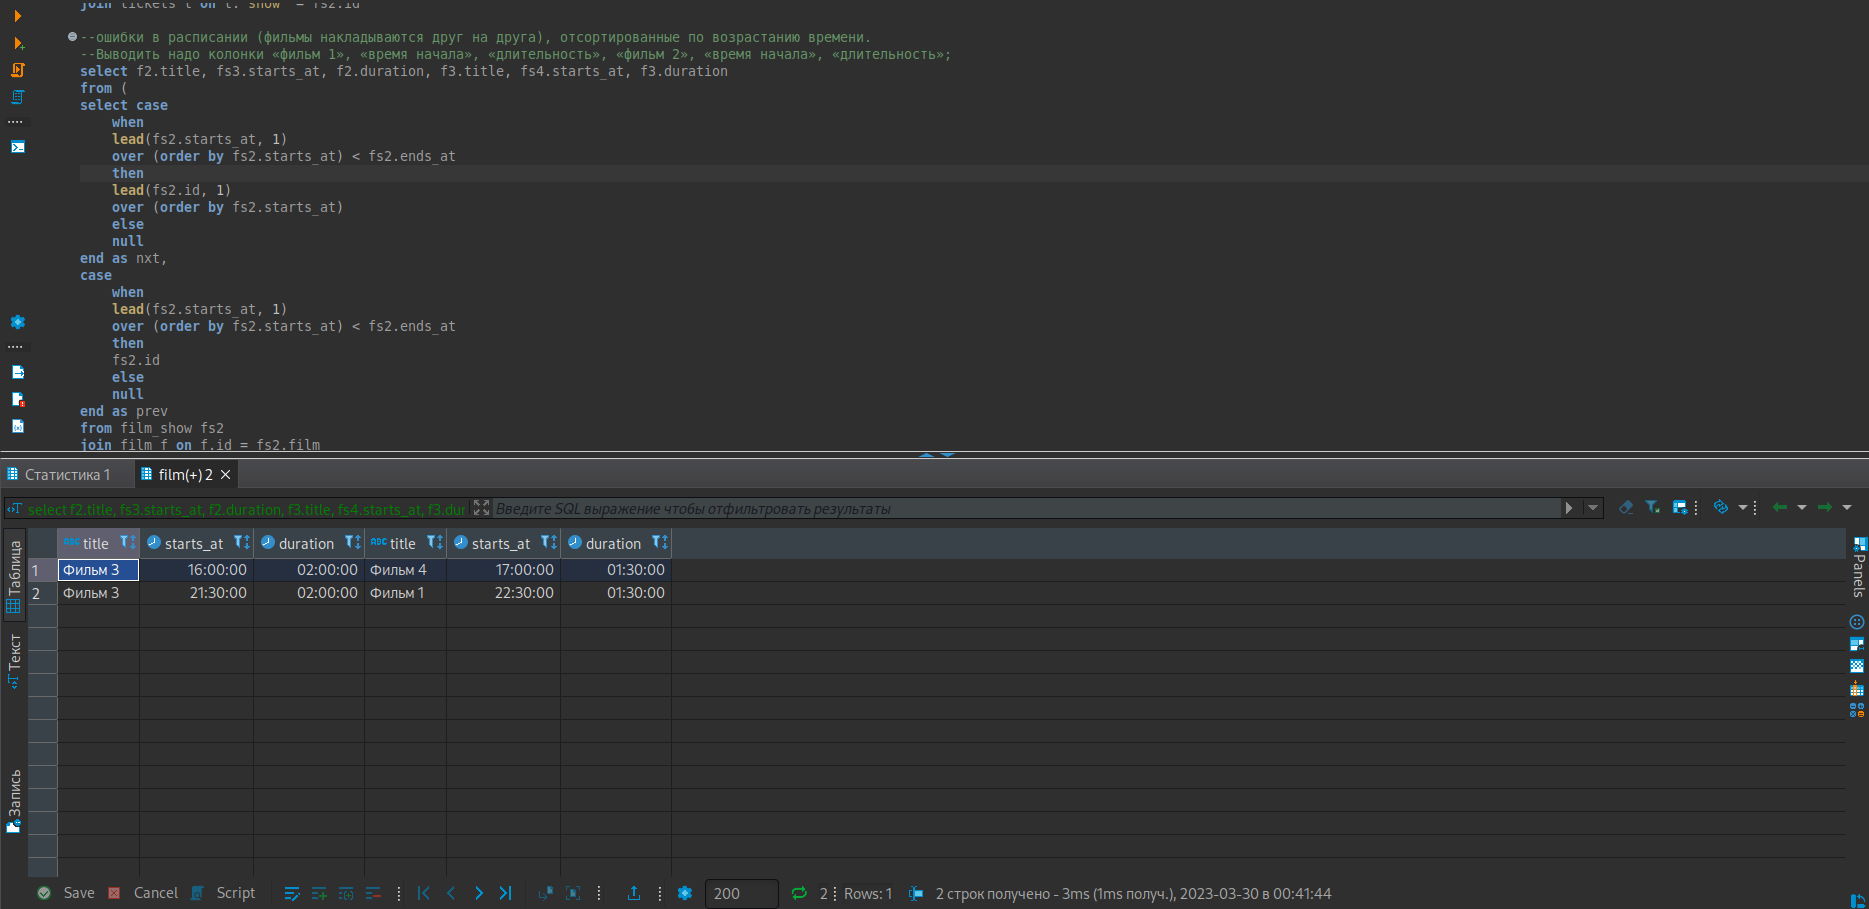 join tickets t on t."show" = fs2.id
--ошибки в расписании (фильмы накладываются друг на друга), отсортированные по возрастанию времени.
--Выводить надо колонки «фильм 1», «время начала», «длительность», «фильм 2», «время начала», «длительность»;
select f2.title, fs3.starts_at, f2.duration, f3.title, fs4.starts_at, f3.duration
from (
select case
when
lead(fs2.starts_at, 1)
over (order by fs2.starts_at) < fs2.ends_at
then
lead(fs2.id, 1)
over (order by fs2.starts_at)
else
null
end as nxt,
case
when
lead(fs2.starts_at, 1)
over (order by fs2.starts_at) < fs2.ends_at
then
fs2.id
else
null
end as prev
from film_show fs2
join film f on f.id = fs2.film
Статистика 1 film(+) 2
select f2.title, fs3.starts_at, f2.duration, f3.title, fs4.starts_at, f3.dur Введите SQL выражение чтобы отфильтровать результаты
Таблица
Текст
Запись
title starts_at duration title starts_at duration
1 Фильм 3 16:00:00 02:00:00 Фильм 4 17:00:00 01:30:00
2 Фильм 3 21:30:00 02:00:00 Фильм 1 22:30:00 01:30:00
Panels
Save Cancel Script 200 2 Rows: 1 2 строк получено - 3ms (1ms получ.), 2023-03-30 в 00:41:44